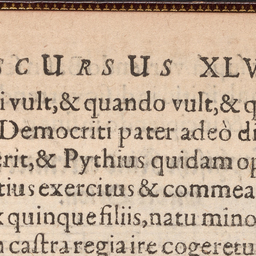 SCURSUS XLV
i vult, & quando vult, & q
Democriti pater adeò di
erit, & Pythius quidam op
tius exercitus & commea
x quinque filiis, natu mino
n castra regia ire cogeretu